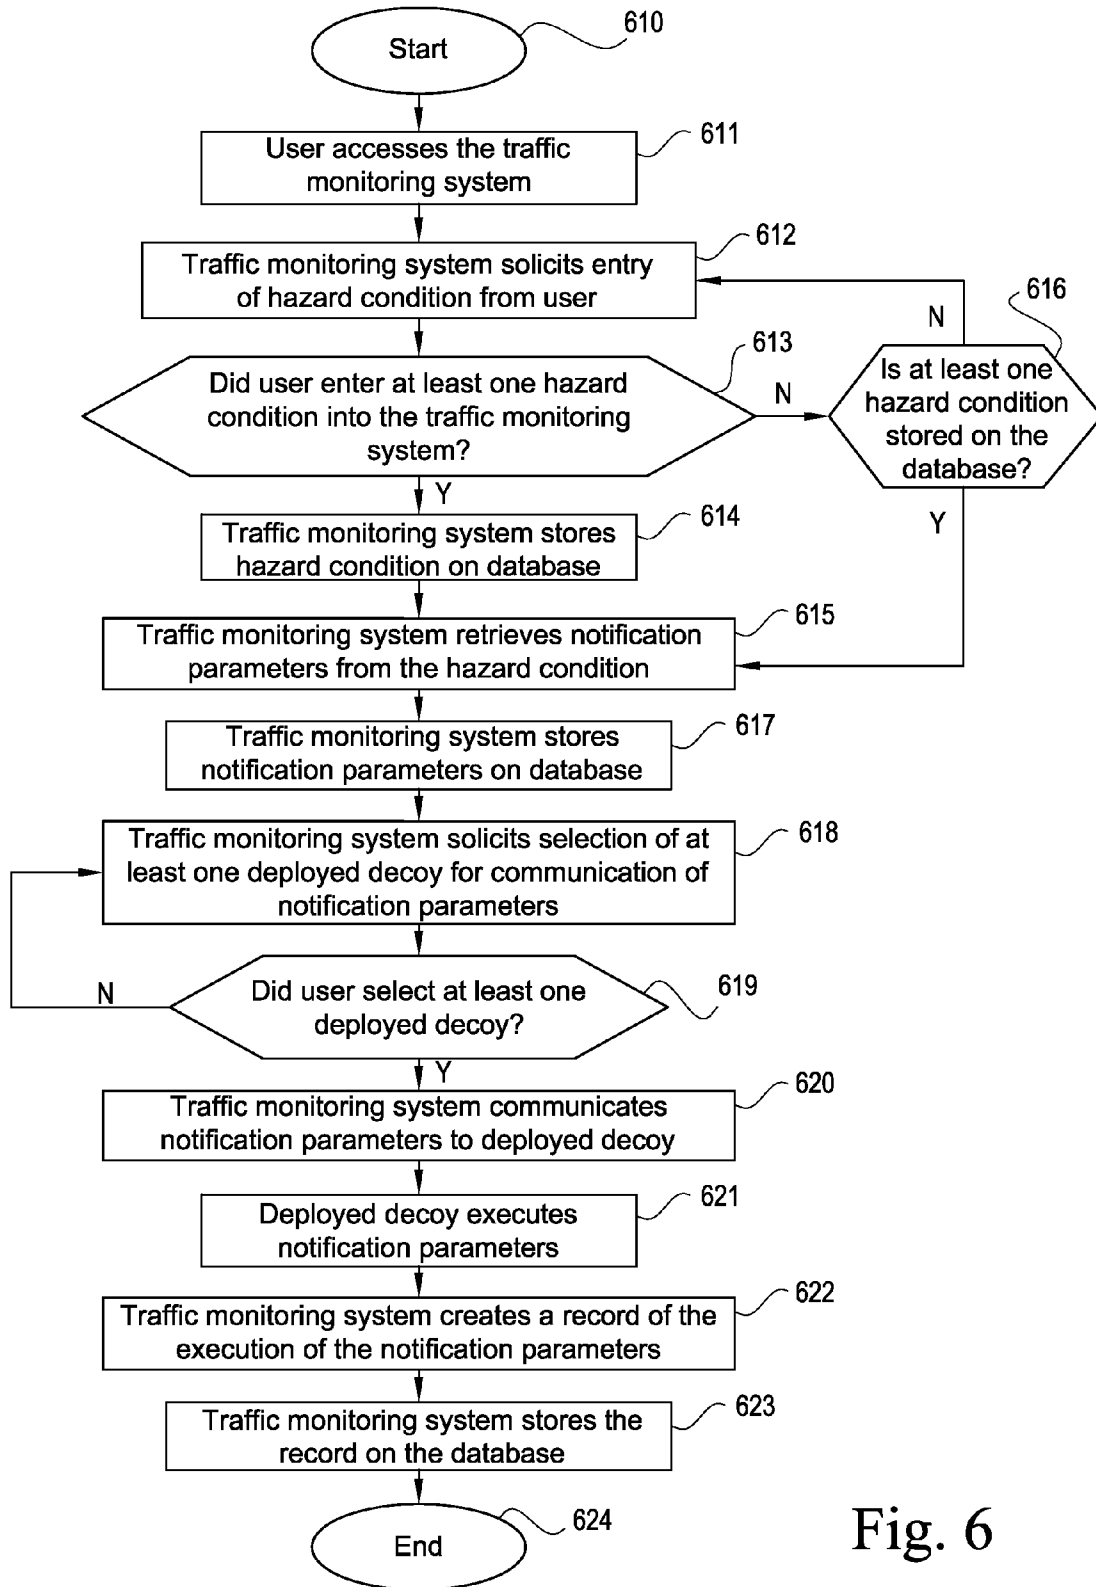 Start
610
User accesses the traffic
monitoring system
611
Traffic monitoring system solicits entry
of hazard condition from user
612
Did user enter at least one hazard
condition into the traffic monitoring
system?
613
N
Y
Is at least one
hazard condition
stored on the
database?
616
N
Y
Traffic monitoring system stores
hazard condition on database
614
Traffic monitoring system retrieves notification
parameters from the hazard condition
615
Traffic monitoring system stores
notification parameters on database
617
Traffic monitoring system solicits selection of at
least one deployed decoy for communication of
notification parameters
618
Did user select at least one
deployed decoy?
619
N
Y
Traffic monitoring system communicates
notification parameters to deployed decoy
620
Deployed decoy executes
notification parameters
621
Traffic monitoring system creates a record of the
execution of the notification parameters
622
Traffic monitoring system stores the
record on the database
623
End
624
Fig. 6